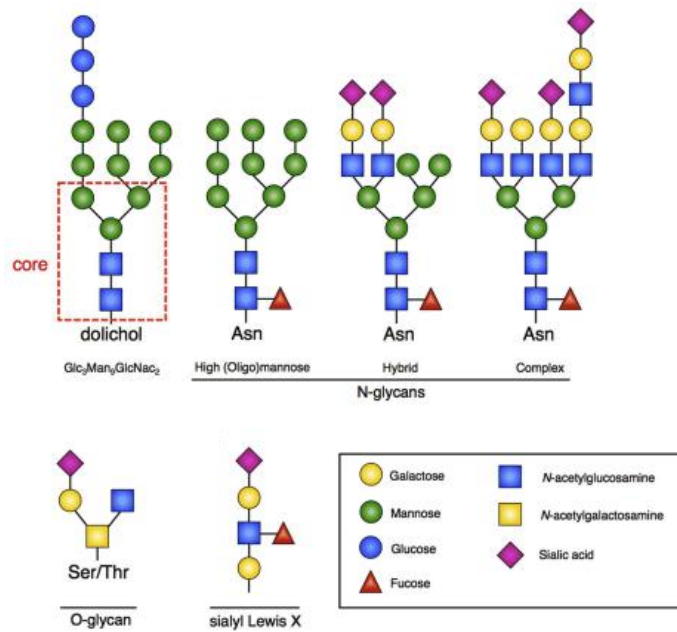 core
dolichol
Asn
Asn
Asn
Glc₃Man₉GlcNac₂
High (Oligo)mannose
Hybrid
Complex
N-glycans
Ser/Thr
O-glycan
sialyl Lewis X
Galactose
Mannose
Glucose
Fucose
N-acetylglucosamine
N-acetylgalactosamine
Sialic acid